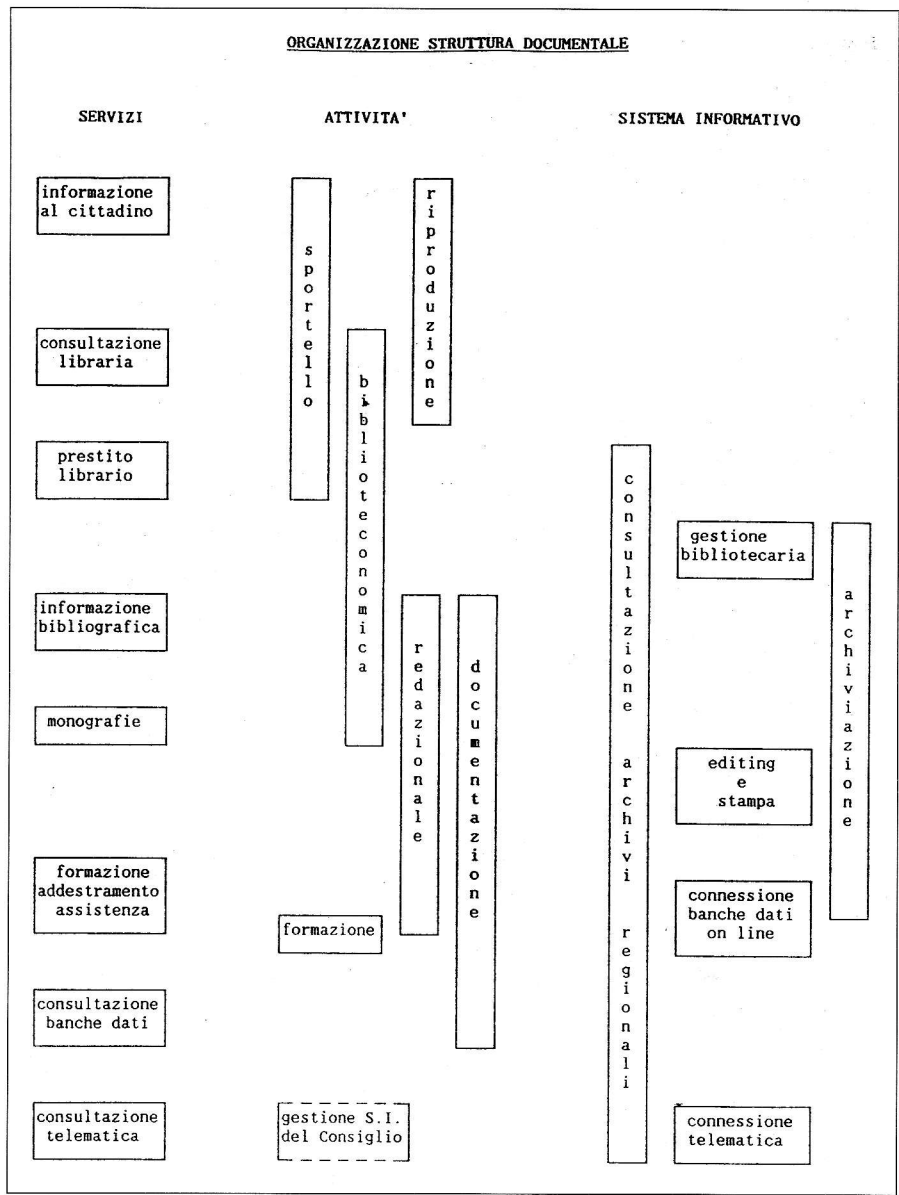 ORGANIZZAZIONE STRUTTURA DOCUMENTALE
SERVIZI
ATTIVITA'
SISTEMA INFORMATIVO
informazione
al cittadino
consultazione
libraria
prestito
librario
informazione
bibliografica
monografie
formazione
addestramento
assistenza
consultazione
banche dati
consultazione
telematica
sportello
biblioteconomica
riproduzione
redazionale
documentazione
formazione
gestione S.I.
del Consiglio
consultazione archivi regionali
gestione
bibliotecaria
editing
e
stampa
connessione
banche dati
on line
connessione
telematica
archiviazione